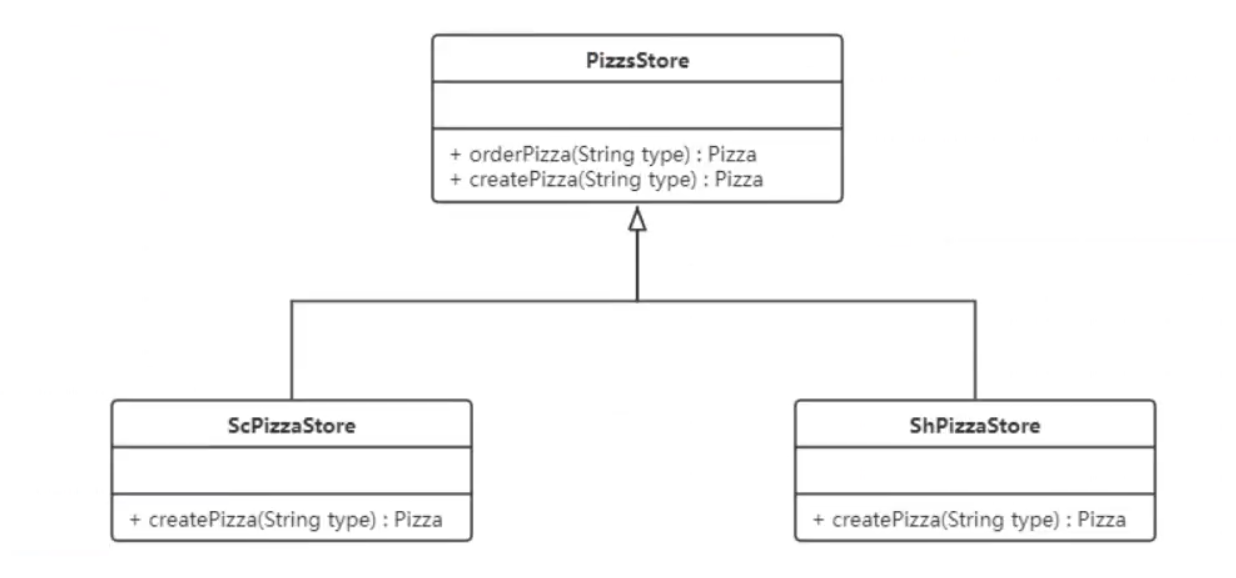 PizzsStore
+ orderPizza(String type) : Pizza
+ createPizza(String type) : Pizza
ScPizzaStore
+ createPizza(String type) : Pizza
ShPizzaStore
+ createPizza(String type) : Pizza